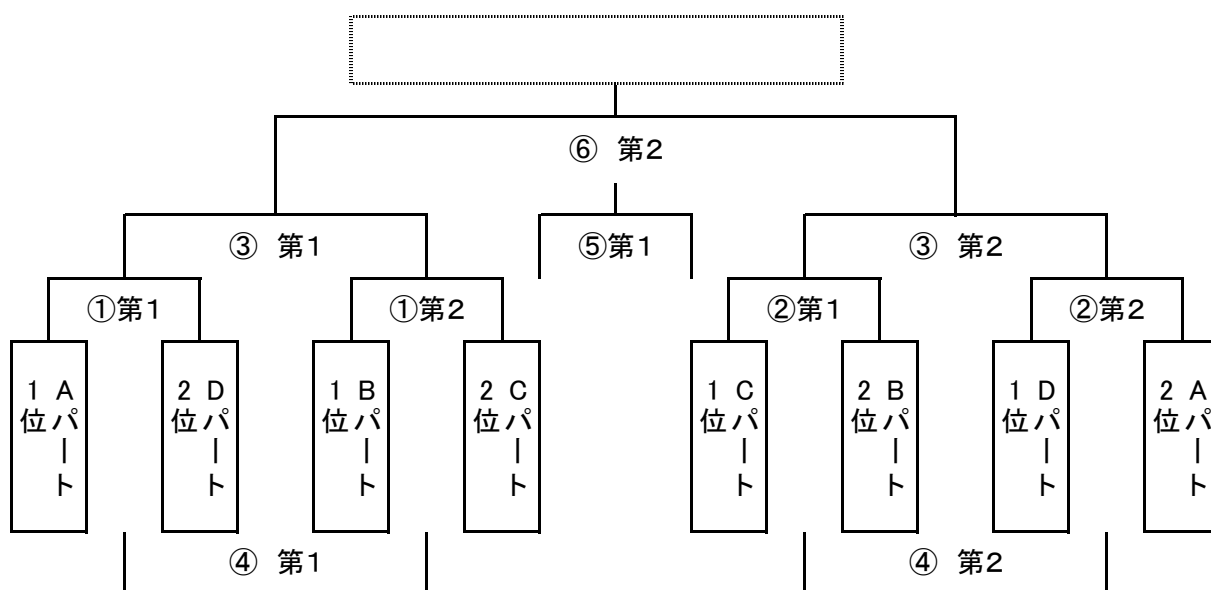 ⑥ 第2
③ 第1
⑤第1
③ 第2
①第1
①第2
②第1
②第2
Aパート
1位
Dパート
2位
Bパート
1位
Cパート
2位
Cパート
1位
Bパート
2位
Dパート
1位
Aパート
2位
④ 第1
④ 第2